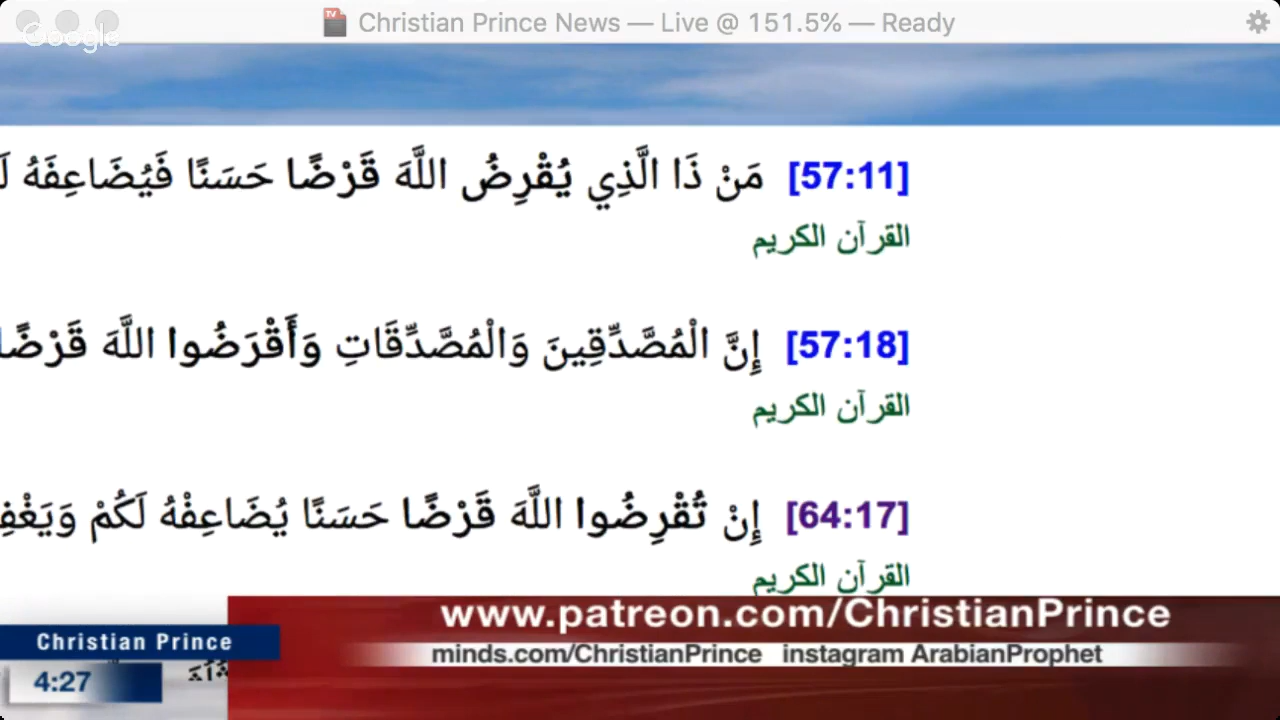 Google
Christian Prince News — Live @ 151.5% — Ready
[57:11] مَنْ ذَا الَّذِي يُقْرِضُ اللَّهَ قَرْضًا حَسَنًا فَيُضَاعِفَهُ
القرآن الكريم
[57:18] إِنَّ الْمُصَّدِّقِينَ وَالْمُصَّدِّقَاتِ وَأَقْرَضُوا اللَّهَ قَرْضًا
القرآن الكريم
[64:17] إِنْ تُقْرِضُوا اللَّهَ قَرْضًا حَسَنًا يُضَاعِفْهُ لَكُمْ وَيَغْفِ
القرآن الكريم
www.patreon.com/ChristianPrince
Christian Prince
minds.com/ChristianPrince instagram ArabianProphet
4:27